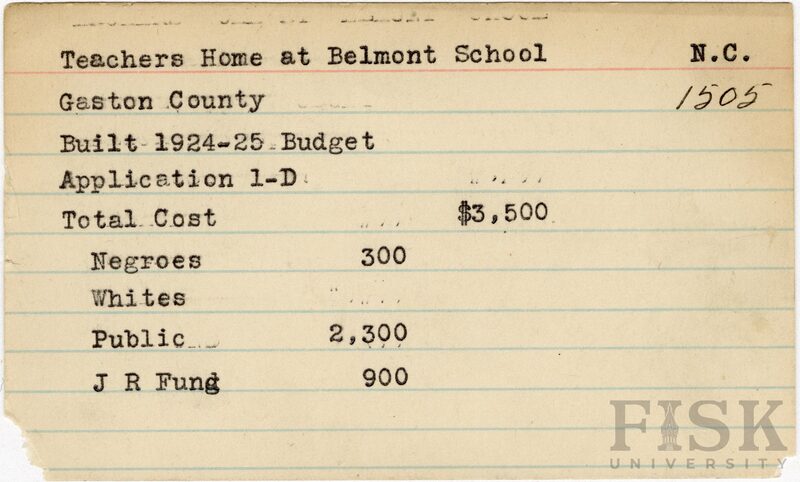 Teachers Home at Belmont School N.C.
Gaston County 1505
Built 1924-25 Budget
Application 1-D
Total Cost $3,500
Negroes 300
Whites
Public 2,300
J R Fund 900
FISK
UNIVERSITY